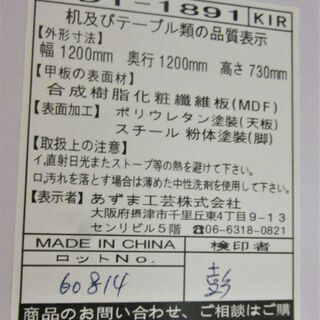 DT-1891 KIR
机及びテーブル類の品質表示
【外形寸法】
幅 1200mm 奥行 1200mm 高さ 730mm
【甲板の表面材】
合成樹脂化粧繊維板(MDF)
【表面加工】 ポリウレタン塗装(天板)
スチール 粉体塗装(脚)
【取扱上の注意】
イ,直射日光またストーブ等の熱を避けて下さい。
ロ,汚れを落とす場合は薄めた中性洗剤を使用して下さい
【表示者】 あずま工芸株式会社
大阪府摂津市千里丘東4丁目9-13
センリビル5階 ☎06-6318-0821
MADE IN CHINA 検印者
ロットNo.
60814 彭
商品のお問い合わせ、ご相談はご購